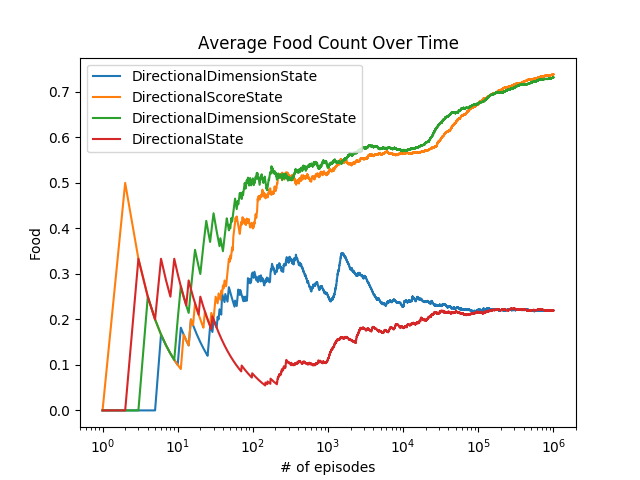 Average Food Count Over Time
DirectionalDimensionState
DirectionalScoreState
DirectionalDimensionScoreState
DirectionalState
Food
0.7
0.6
0.5
0.4
0.3
0.2
0.1
0.0
10⁰ 10¹ 10² 10³ 10⁴ 10⁵ 10⁶
# of episodes